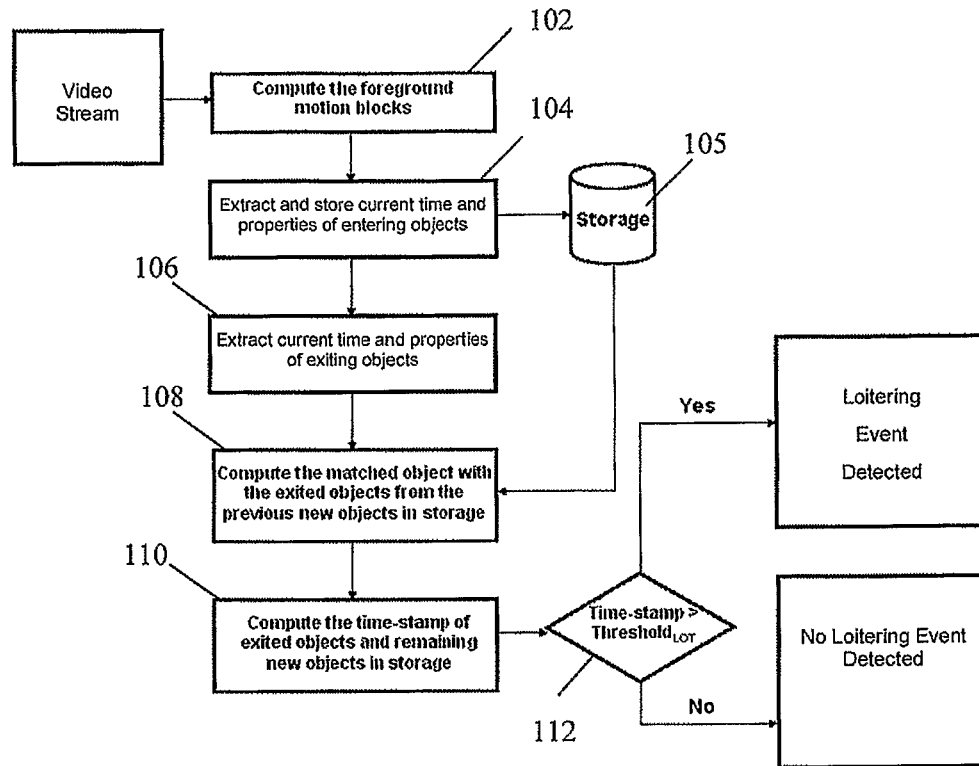 102
Video
Stream
Compute the foreground
motion blocks
104
105
Extract and store current time and
properties of entering objects
Storage
106
Extract current time and properties
of exiting objects
108
Yes
Loitering
Event
Detected
Compute the matched object with
the exited objects from the
previous new objects in storage
110
Compute the time-stamp of
exited objects and remaining
new objects in storage
Time-stamp >
Threshold_LOT
No Loitering Event
Detected
No
112